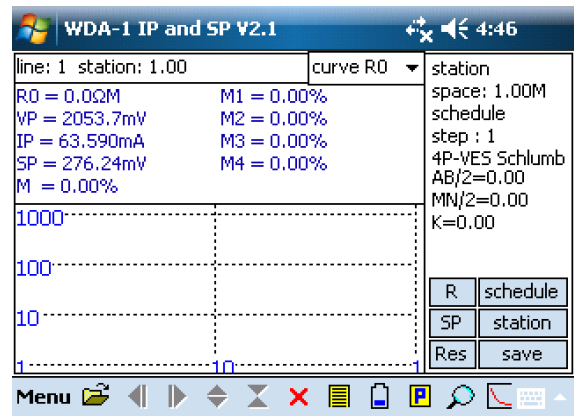 WDA-1 IP and SP V2.1 4:46
line: 1 station: 1.00 curve R0
R0 = 0.0ΩM M1 = 0.00%
VP = 2053.7mV M2 = 0.00%
IP = 63.590mA M3 = 0.00%
SP = 276.24mV M4 = 0.00%
M = 0.00%
1000
100
10
1 10 1
station
space: 1.00M
schedule
step : 1
4P-VES Schlumb
AB/2=0.00
MN/2=0.00
K=0.00
R schedule
SP station
Res save
Menu P